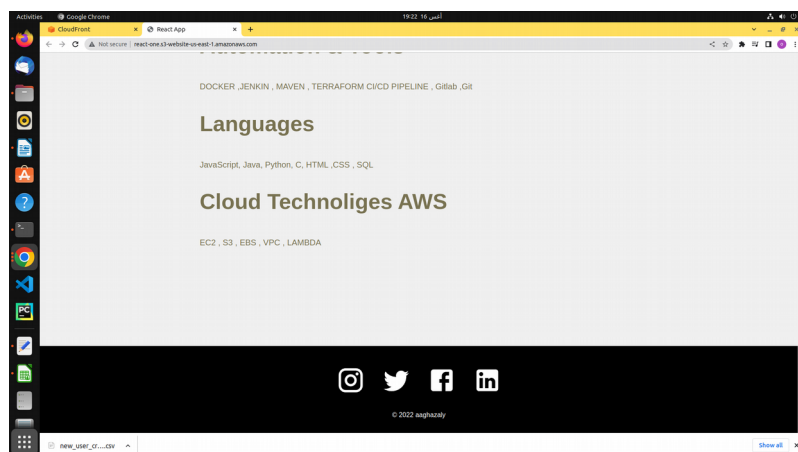 Activities
Google Chrome
أغس 16 19:22
CloudFront
React App
Not secure | react-one.s3-website-us-east-1.amazonaws.com
DOCKER ,JENKIN , MAVEN , TERRAFORM CI/CD PIPELINE , Gitlab ,Git
Languages
JavaScript, Java, Python, C, HTML ,CSS , SQL
Cloud Technoliges AWS
EC2 , S3 , EBS , VPC , LAMBDA
© 2022 aaghazaly
new_user_cr....csv
Show all